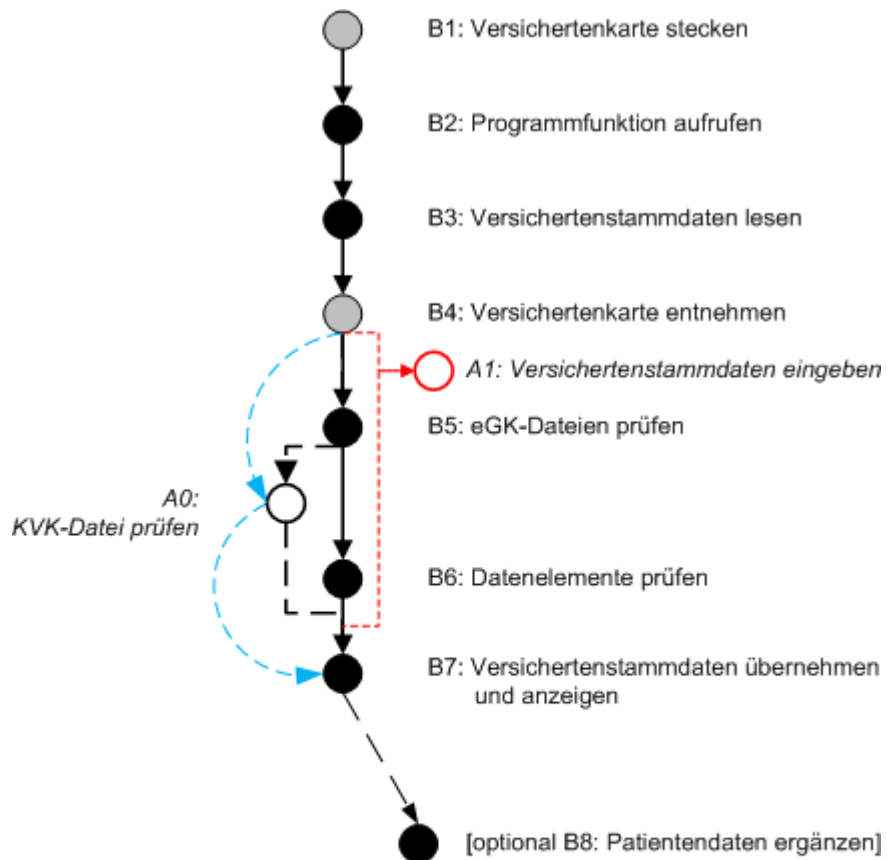 B1: Versichertenkarte stecken
B2: Programmfunktion aufrufen
B3: Versichertenstammdaten lesen
B4: Versichertenkarte entnehmen
A1: Versichertenstammdaten eingeben
B5: eGK-Dateien prüfen
A0:
KVK-Datei prüfen
B6: Datenelemente prüfen
B7: Versichertenstammdaten übernehmen
und anzeigen
[optional B8: Patientendaten ergänzen]